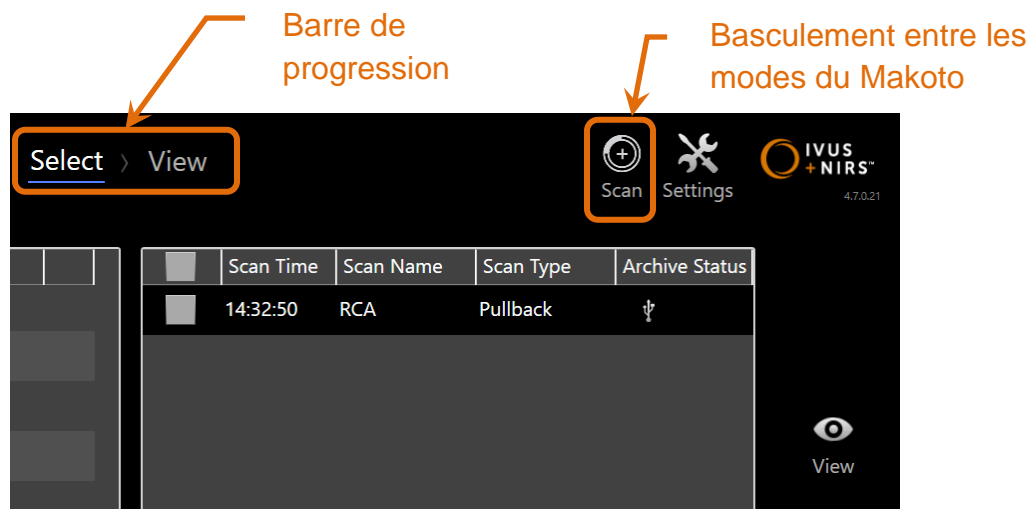 Barre de
progression
Basculement entre les
modes du Makoto
Select > View
Scan
Settings
IVUS
+NIRS™
4.7.0.21
Scan Time Scan Name Scan Type Archive Status
14:32:50 RCA Pullback
View